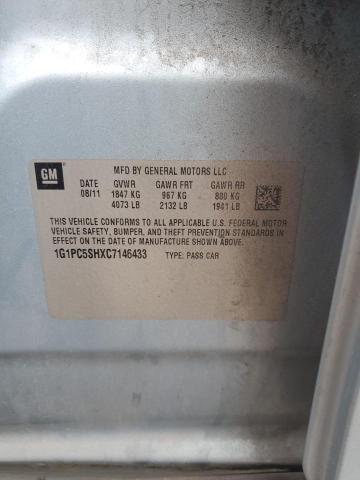 GM
MFD BY GENERAL MOTORS LLC
DATE GVWR GAWR FRT GAWR RR
08/11 1847 KG 967 KG 880 KG
4073 LB 2132 LB 1941 LB
THIS VEHICLE CONFORMS TO ALL APPLICABLE U.S. FEDERAL MOTOR
VEHICLE SAFETY, BUMPER, AND THEFT PREVENTION STANDARDS
IN EFFECT ON THE DATE OF MANUFACTURE SHOWN ABOVE.
1G1PC5SHXC7146433 TYPE: PASS CAR